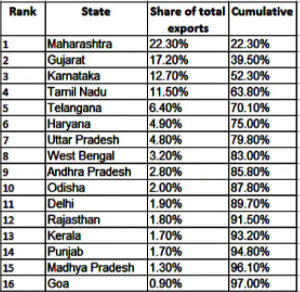 Rank State Share of total exports Cumulative
1 Maharashtra 22.30% 22.30%
2 Gujarat 17.20% 39.50%
3 Karnataka 12.70% 52.30%
4 Tamil Nadu 11.50% 63.80%
5 Telangana 6.40% 70.10%
6 Haryana 4.90% 75.00%
7 Uttar Pradesh 4.80% 79.80%
8 West Bengal 3.20% 83.00%
9 Andhra Pradesh 2.80% 85.80%
10 Odisha 2.00% 87.80%
11 Delhi 1.90% 89.70%
12 Rajasthan 1.80% 91.50%
13 Kerala 1.70% 93.20%
14 Punjab 1.70% 94.80%
15 Madhya Pradesh 1.30% 96.10%
16 Goa 0.90% 97.00%